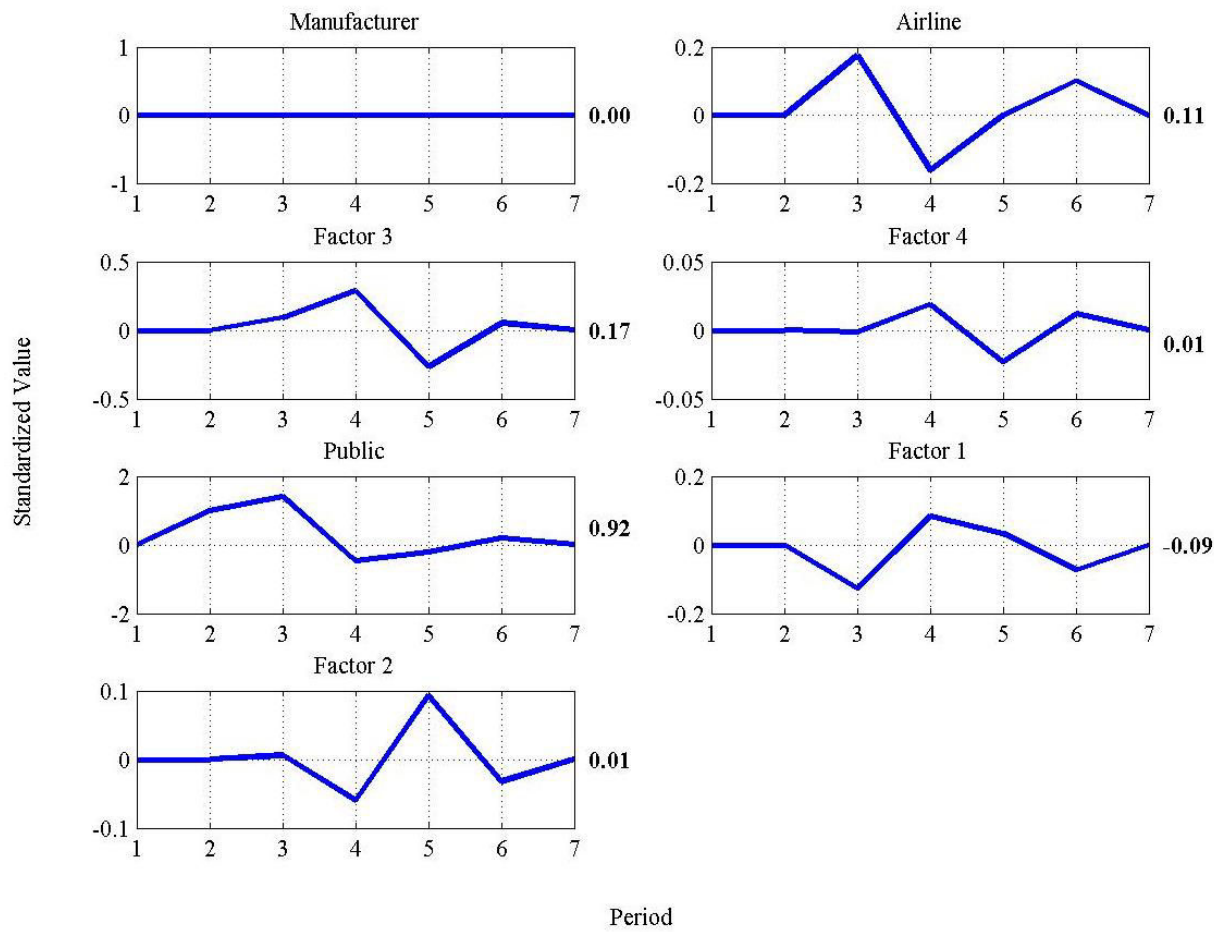 Manufacturer
1
0
-1
1 2 3 4 5 6 7
0.00
Airline
0.2
0
-0.2
1 2 3 4 5 6 7
0.11
Factor 3
0.5
0
-0.5
1 2 3 4 5 6 7
0.17
Factor 4
0.05
0
-0.05
1 2 3 4 5 6 7
0.01
Standardized Value
Public
2
0
-2
1 2 3 4 5 6 7
0.92
Factor 1
0.2
0
-0.2
1 2 3 4 5 6 7
-0.09
Factor 2
0.1
0
-0.1
1 2 3 4 5 6 7
0.01
Period